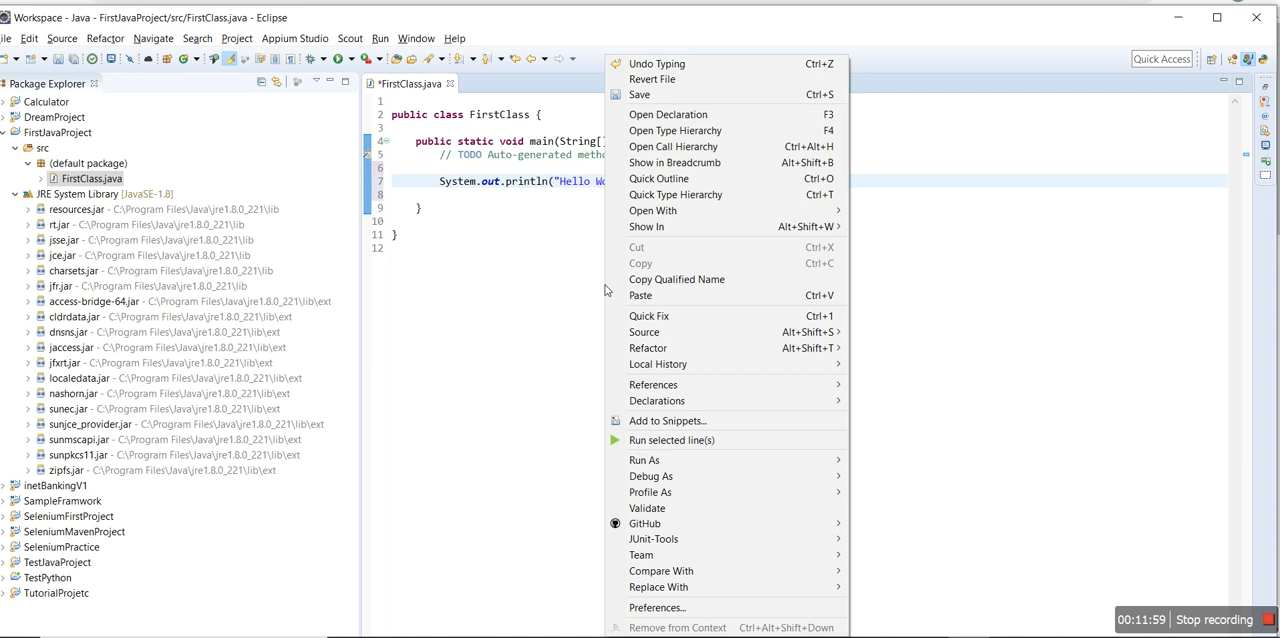 Workspace - Java - FirstJavaProject/src/FirstClass.java - Eclipse
ile Edit Source Refactor Navigate Search Project Appium Studio Scout Run Window Help
Quick Access
Package Explorer
*FirstClass.java
Calculator
DreamProject
FirstJavaProject
src
(default package)
FirstClass.java
JRE System Library [JavaSE-1.8]
resources.jar - C:\Program Files\Java\jre1.8.0_221\lib
rt.jar - C:\Program Files\Java\jre1.8.0_221\lib
jsse.jar - C:\Program Files\Java\jre1.8.0_221\lib
jce.jar - C:\Program Files\Java\jre1.8.0_221\lib
charsets.jar - C:\Program Files\Java\jre1.8.0_221\lib
jfr.jar - C:\Program Files\Java\jre1.8.0_221\lib
access-bridge-64.jar - C:\Program Files\Java\jre1.8.0_221\lib\ext
cldrdata.jar - C:\Program Files\Java\jre1.8.0_221\lib\ext
dnsns.jar - C:\Program Files\Java\jre1.8.0_221\lib\ext
jaccess.jar - C:\Program Files\Java\jre1.8.0_221\lib\ext
jfxrt.jar - C:\Program Files\Java\jre1.8.0_221\lib\ext
localedata.jar - C:\Program Files\Java\jre1.8.0_221\lib\ext
nashorn.jar - C:\Program Files\Java\jre1.8.0_221\lib\ext
sunec.jar - C:\Program Files\Java\jre1.8.0_221\lib\ext
sunjce_provider.jar - C:\Program Files\Java\jre1.8.0_221\lib\ext
sunmscapi.jar - C:\Program Files\Java\jre1.8.0_221\lib\ext
sunpkcs11.jar - C:\Program Files\Java\jre1.8.0_221\lib\ext
zipfs.jar - C:\Program Files\Java\jre1.8.0_221\lib\ext
inetBankingV1
SampleFramwork
SeleniumFirstProject
SeleniumMavenProject
SeleniumPractice
TestJavaProject
TestPython
TutorialProjetc
1
2 public class FirstClass {
3
4 public static void main(String[]
5 // TODO Auto-generated metho
6
7 System.out.println("Hello Wo
8
9 }
10
11 }
12
Undo Typing Ctrl+Z
Revert File
Save Ctrl+S
Open Declaration F3
Open Type Hierarchy F4
Open Call Hierarchy Ctrl+Alt+H
Show in Breadcrumb Alt+Shift+B
Quick Outline Ctrl+O
Quick Type Hierarchy Ctrl+T
Open With
Show In Alt+Shift+W
Cut Ctrl+X
Copy Ctrl+C
Copy Qualified Name
Paste Ctrl+V
Quick Fix Ctrl+1
Source Alt+Shift+S
Refactor Alt+Shift+T
Local History
References
Declarations
Add to Snippets...
Run selected line(s)
Run As
Debug As
Profile As
Validate
GitHub
JUnit-Tools
Team
Compare With
Replace With
Preferences...
Remove from Context Ctrl+Alt+Shift+Down
00:11:59 Stop recording